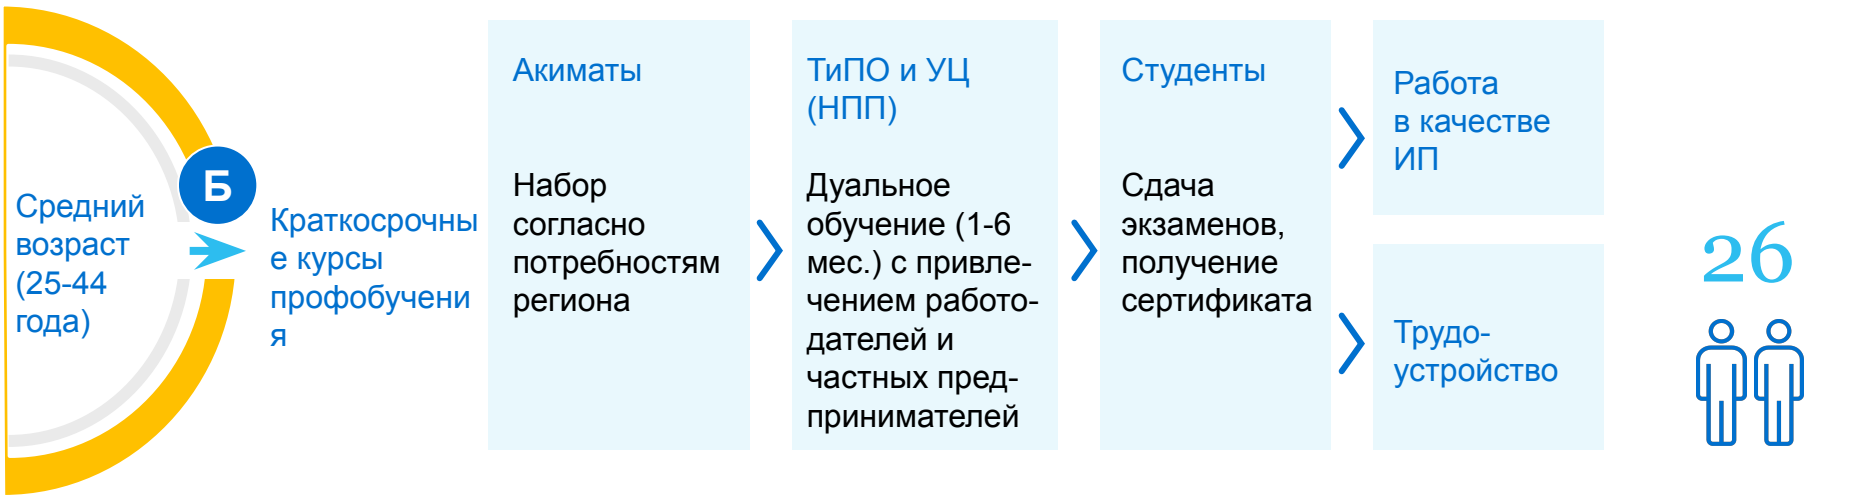 Средний
возраст
(25-44
года)
Б
Краткосрочны
е курсы
профобучени
я
Акиматы
Набор
согласно
потребностям
региона
ТиПО и УЦ
(НПП)
Дуальное
обучение (1-6
мес.) с привле-
чением работо-
дателей и
частных пред-
принимателей
Студенты
Сдача
экзаменов,
получение
сертификата
Работа
в качестве
ИП
Трудо-
устройство
26